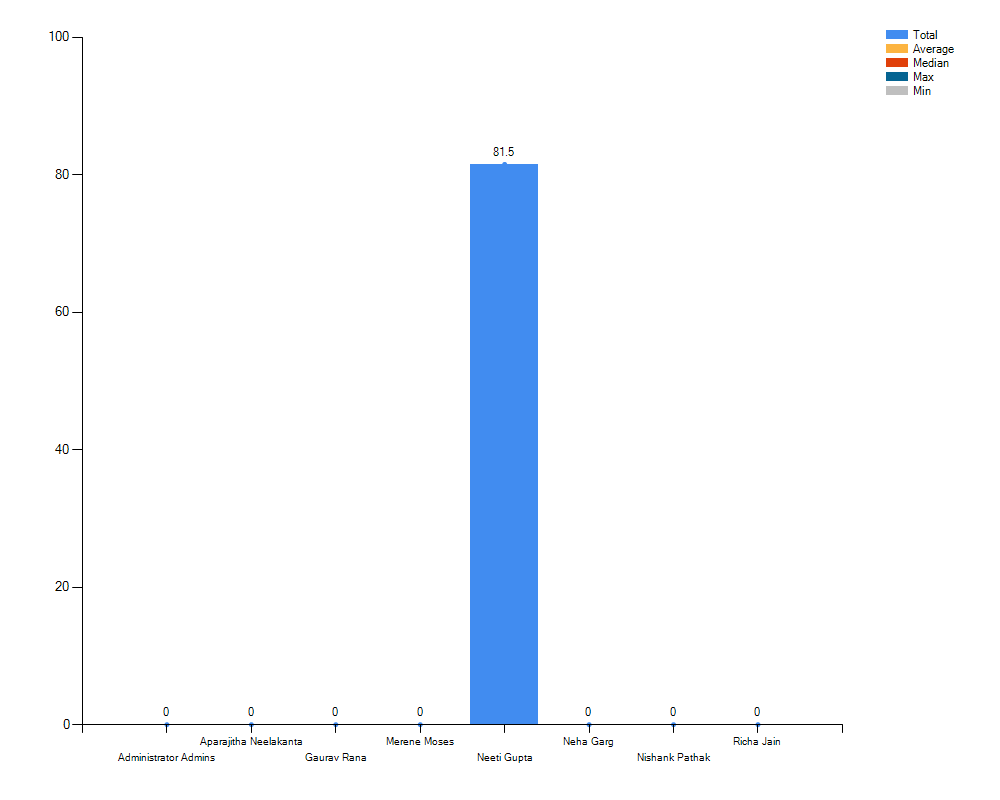 100
80
60
40
20
0
81.5
0
0
0
0
0
0
0
Aparajitha Neelakanta
Merene Moses
Neha Garg
Richa Jain
Administrator Admins
Gaurav Rana
Neeti Gupta
Nishank Pathak
Total
Average
Median
Max
Min